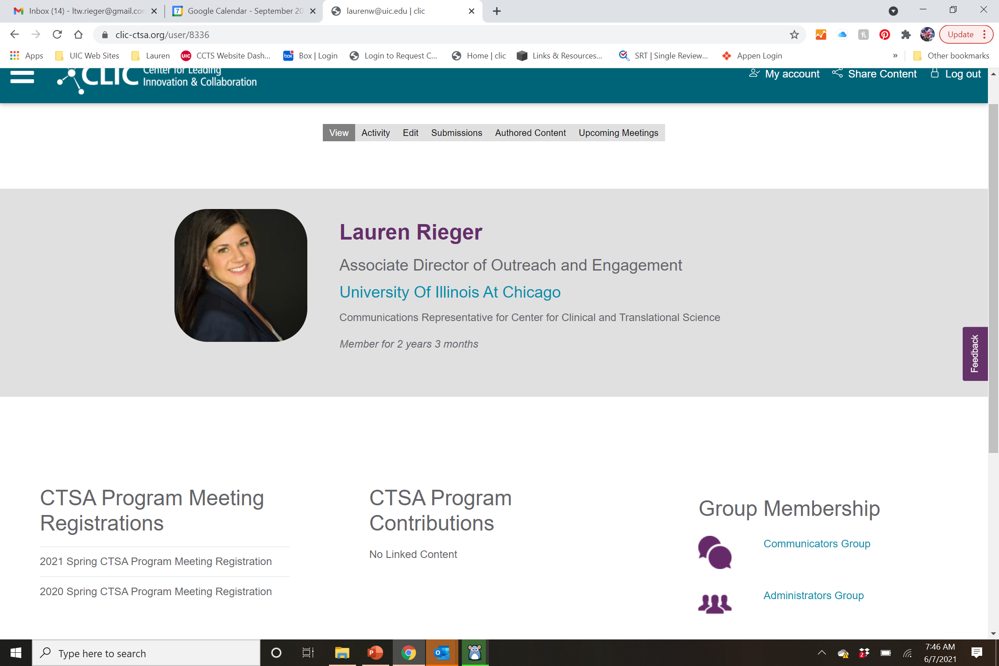 Inbox (14) - ltw.rieger@gmail.con
Google Calendar - September 20
laurenw@uic.edu | clic
clic-ctsa.org/user/8336
Update
Apps
UIC Web Sites
Lauren
UIC
CCTS Website Dash...
box
Box | Login
Login to Request C...
Home | clic
Links & Resources...
SRT | Single Review...
Appen Login
»
Other bookmarks
CLIC
Center for Leading
Innovation & Collaboration
My account
Share Content
Log out
View
Activity
Edit
Submissions
Authored Content
Upcoming Meetings
Lauren Rieger
Associate Director of Outreach and Engagement
University Of Illinois At Chicago
Communications Representative for Center for Clinical and Translational Science
Member for 2 years 3 months
Feedback
CTSA Program Meeting
Registrations
2021 Spring CTSA Program Meeting Registration
2020 Spring CTSA Program Meeting Registration
CTSA Program
Contributions
No Linked Content
Group Membership
Communicators Group
Administrators Group
Type here to search
7:46 AM
6/7/2021